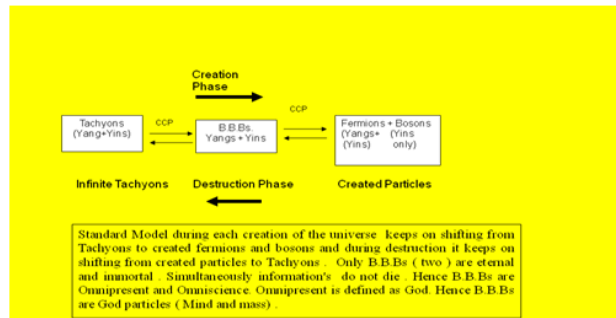 Creation
Phase
CCP
CCP
Tachyons
(Yang+Yins)
B.B.Bs.
Yangs + Yins
Fermions + Bosons
(Yangs+ (Yins
(Yins) only)
Infinite Tachyons Destruction Phase Created Particles
Standard Model during each creation of the universe keeps on shifting from
Tachyons to created fermions and bosons and during destruction it keeps on
shifting from created particles to Tachyons . Only B.B.Bs ( two ) are eternal
and immortal . Simultaneously information's do not die . Hence B.B.Bs are
Omnipresent and Omniscience. Omnipresent is defined as God. Hence B.B.Bs
are God particles ( Mind and mass) .